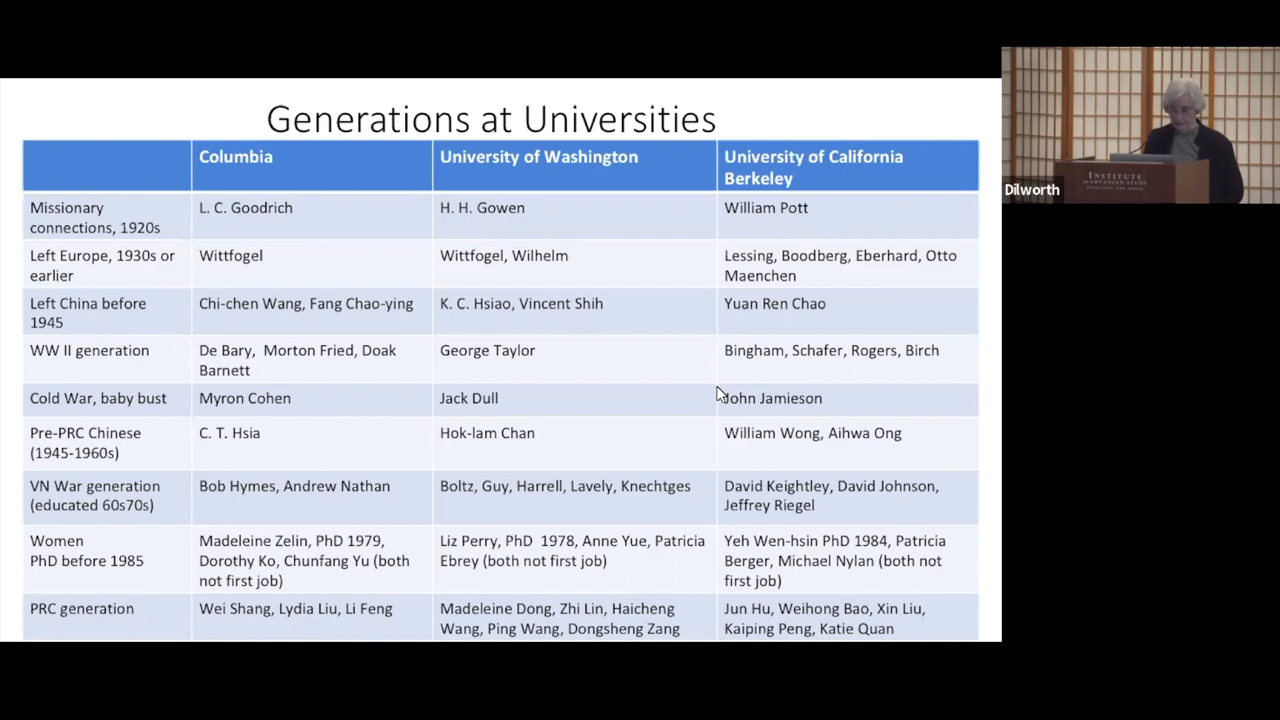 Generations at Universities
Columbia
University of Washington
University of California
Berkeley
Missionary
connections, 1920s
L. C. Goodrich
H. H. Gowen
William Pott
Left Europe, 1930s or
earlier
Wittfogel
Wittfogel, Wilhelm
Lessing, Boodberg, Eberhard, Otto
Maenchen
Left China before
1945
Chi-chen Wang, Fang Chao-ying
K. C. Hsiao, Vincent Shih
Yuan Ren Chao
WW II generation
De Bary, Morton Fried, Doak
Barnett
George Taylor
Bingham, Schafer, Rogers, Birch
Cold War, baby bust
Myron Cohen
Jack Dull
John Jamieson
Pre-PRC Chinese
(1945-1960s)
C. T. Hsia
Hok-lam Chan
William Wong, Aihwa Ong
VN War generation
(educated 60s70s)
Bob Hymes, Andrew Nathan
Boltz, Guy, Harrell, Lavely, Knechtges
David Keightley, David Johnson,
Jeffrey Riegel
Women
PhD before 1985
Madeleine Zelin, PhD 1979,
Dorothy Ko, Chunfang Yu (both
not first job)
Liz Perry, PhD 1978, Anne Yue, Patricia
Ebrey (both not first job)
Yeh Wen-hsin PhD 1984, Patricia
Berger, Michael Nylan (both not
first job)
PRC generation
Wei Shang, Lydia Liu, Li Feng
Madeleine Dong, Zhi Lin, Haicheng
Wang, Ping Wang, Dongsheng Zang
Jun Hu, Weihong Bao, Xin Liu,
Kaiping Peng, Katie Quan
INSTITUTE
FOR ADVANCED STUDY
Dilworth